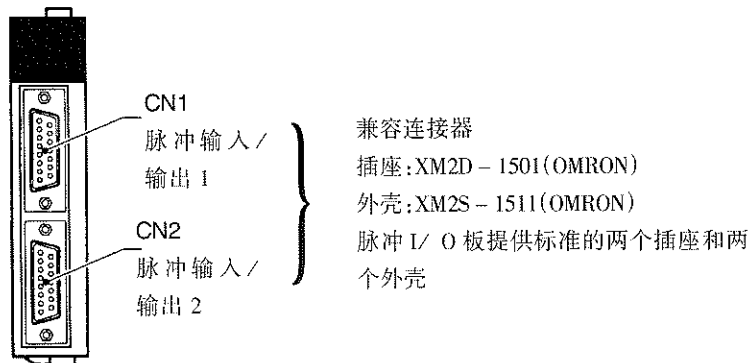 CN1
脉冲输入/
输出 1
CN2
脉冲输入/
输出 2
兼容连接器
插座:XM2D-1501(OMRON)
外壳:XM2S-1511(OMRON)
脉冲 I/O 板提供标准的两个插座和两
个外壳